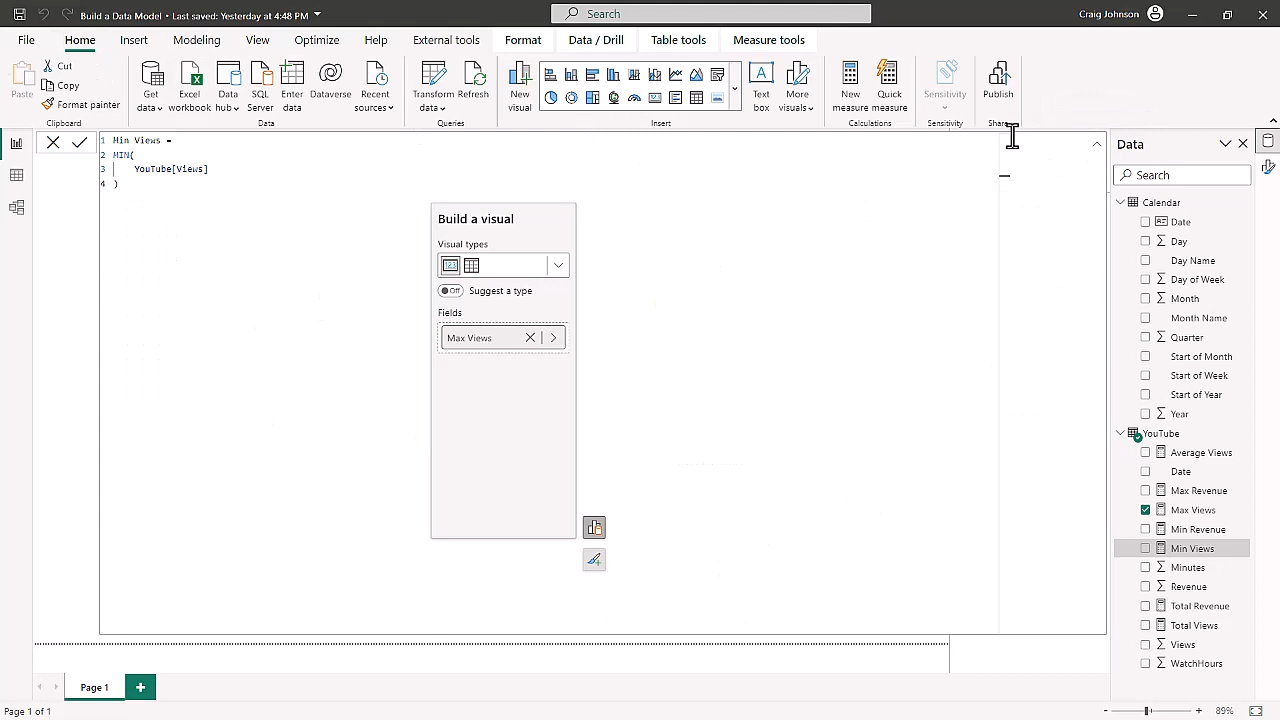 Build a Data Model • Last saved: Yesterday at 4:48 PM
Search
Craig Johnson
File
Home
Insert
Modeling
View
Optimize
Help
External tools
Format
Data / Drill
Table tools
Measure tools
Paste
Cut
Copy
Format painter
Get data
Excel workbook
Data hub
SQL Server
Enter data
Dataverse
Recent sources
Transform data
Refresh
New visual
Text box
More visuals
New measure
Quick measure
Sensitivity
Publish
Clipboard
Data
Queries
Insert
Calculations
Sensitivity
Share
1 Min Views =
2 MIN(
3 YouTube[Views]
4 )
Build a visual
Visual types
123
Off
Suggest a type
Fields
Max Views
Data
Search
Calendar
Date
Day
Day Name
Day of Week
Month
Month Name
Quarter
Start of Month
Start of Week
Start of Year
Year
YouTube
Average Views
Date
Max Revenue
Max Views
Min Revenue
Min Views
Minutes
Revenue
Total Revenue
Total Views
Views
WatchHours
Page 1
Page 1 of 1
89%